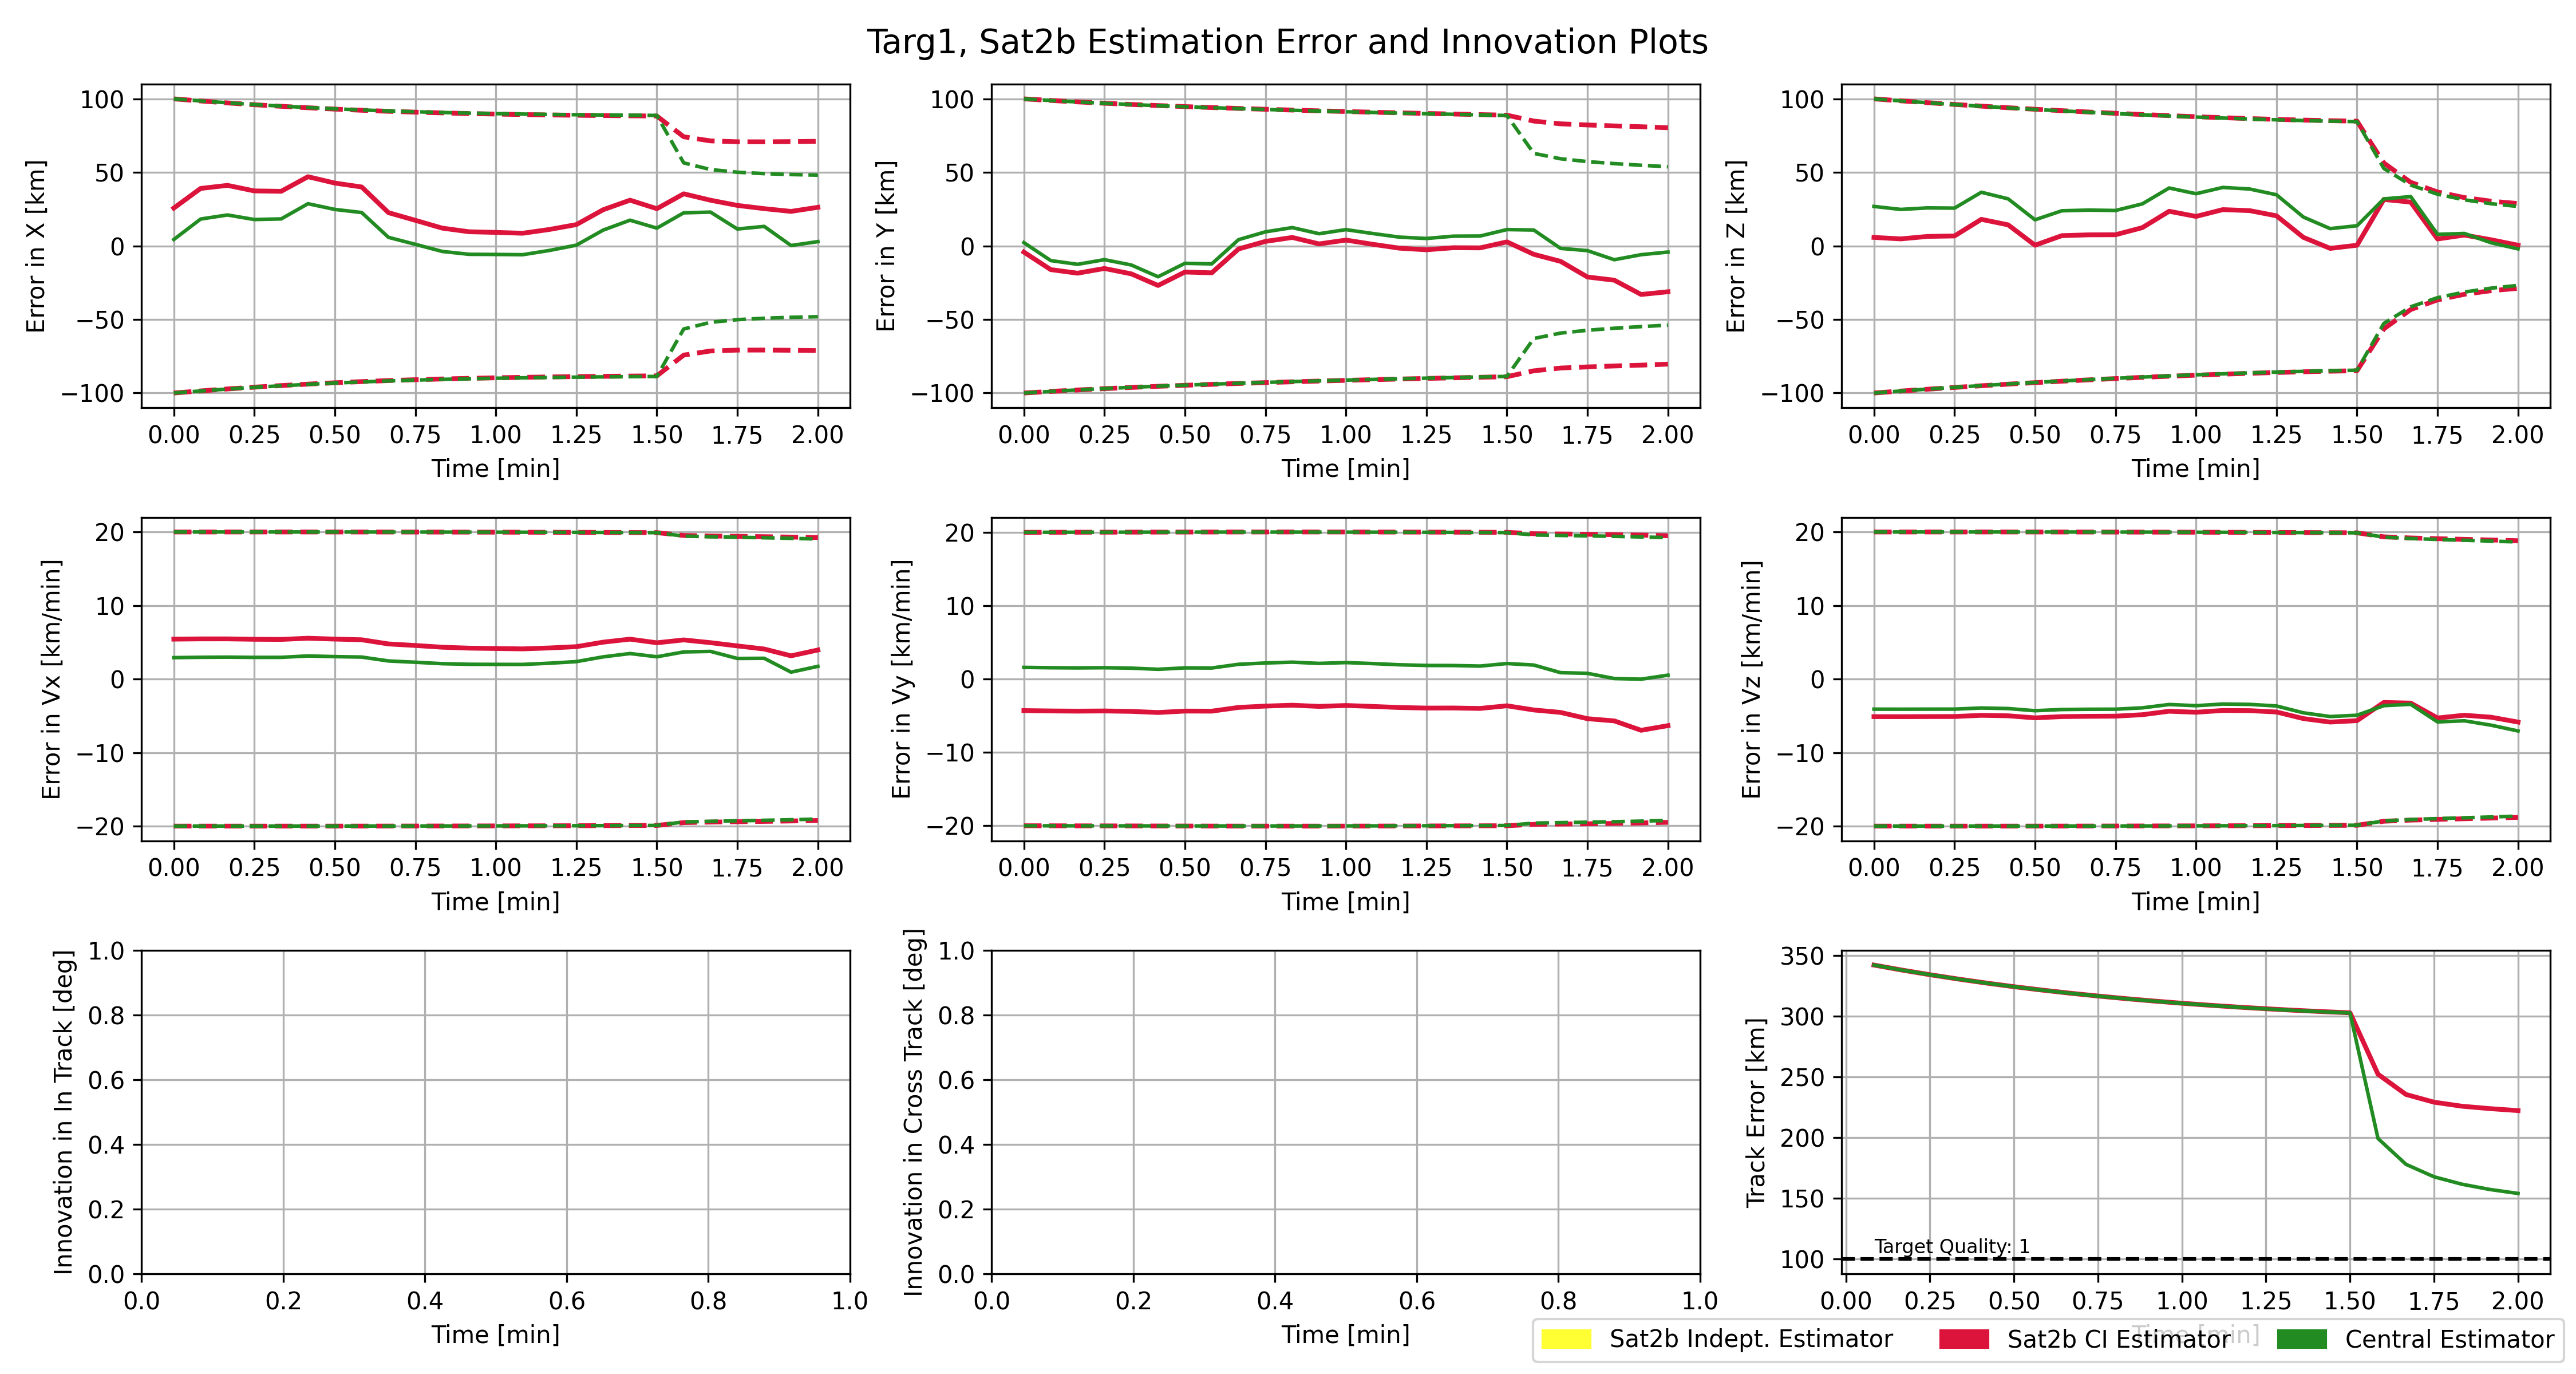 Targ1, Sat2b Estimation Error and Innovation Plots
Error in X [km]
100
50
0
−50
−100
0.00 0.25 0.50 0.75 1.00 1.25 1.50 1.75 2.00
Time [min]
Error in Y [km]
100
50
0
−50
−100
0.00 0.25 0.50 0.75 1.00 1.25 1.50 1.75 2.00
Time [min]
Error in Z [km]
100
50
0
−50
−100
0.00 0.25 0.50 0.75 1.00 1.25 1.50 1.75 2.00
Time [min]
Error in Vx [km/min]
20
10
0
−10
−20
0.00 0.25 0.50 0.75 1.00 1.25 1.50 1.75 2.00
Time [min]
Error in Vy [km/min]
20
10
0
−10
−20
0.00 0.25 0.50 0.75 1.00 1.25 1.50 1.75 2.00
Time [min]
Error in Vz [km/min]
20
10
0
−10
−20
0.00 0.25 0.50 0.75 1.00 1.25 1.50 1.75 2.00
Time [min]
Innovation in In Track [deg]
1.0
0.8
0.6
0.4
0.2
0.0
0.0 0.2 0.4 0.6 0.8 1.0
Time [min]
Innovation in Cross Track [deg]
1.0
0.8
0.6
0.4
0.2
0.0
0.0 0.2 0.4 0.6 0.8 1.0
Time [min]
Track Error [km]
350
300
250
200
150
100
Target Quality: 1
0.00 0.25 0.50 0.75 1.00 1.25 1.50 1.75 2.00
Time [min]
Sat2b Indept. Estimator
Sat2b CI Estimator
Central Estimator